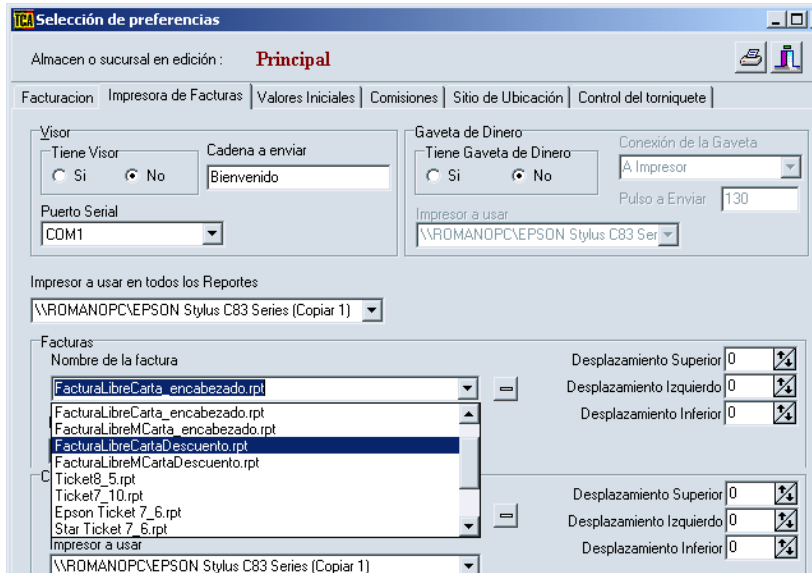 TCA Selección de preferencias
Almacen o sucursal en edición : Principal
Facturacion Impresora de Facturas Valores Iniciales Comisiones Sitio de Ubicación Control del torniquete
Visor
Tiene Visor
Si No
Cadena a enviar
Bienvenido
Puerto Serial
COM1
Gaveta de Dinero
Tiene Gaveta de Dinero
Si No
Conexión de la Gaveta
A Impresor
Pulso a Enviar 130
Impresor a usar
\\ROMANOPC\EPSON Stylus C83 Ser
Impresor a usar en todos los Reportes
\\ROMANOPC\EPSON Stylus C83 Series (Copiar 1)
Facturas
Nombre de la factura
FacturaLibreCarta_encabezado.rpt
Desplazamiento Superior 0
Desplazamiento Izquierdo 0
Desplazamiento Inferior 0
FacturaLibreCarta_encabezado.rpt
FacturaLibreMCarta_encabezado.rpt
FacturaLibreCartaDescuento.rpt
FacturaLibreMCartaDescuento.rpt
Ticket8_5.rpt
Ticket7_10.rpt
Epson Ticket 7_6.rpt
Star Ticket 7_6.rpt
C
Desplazamiento Superior 0
Desplazamiento Izquierdo 0
Desplazamiento Inferior 0
Impresor a usar
\\ROMANOPC\EPSON Stylus C83 Series (Copiar 1)